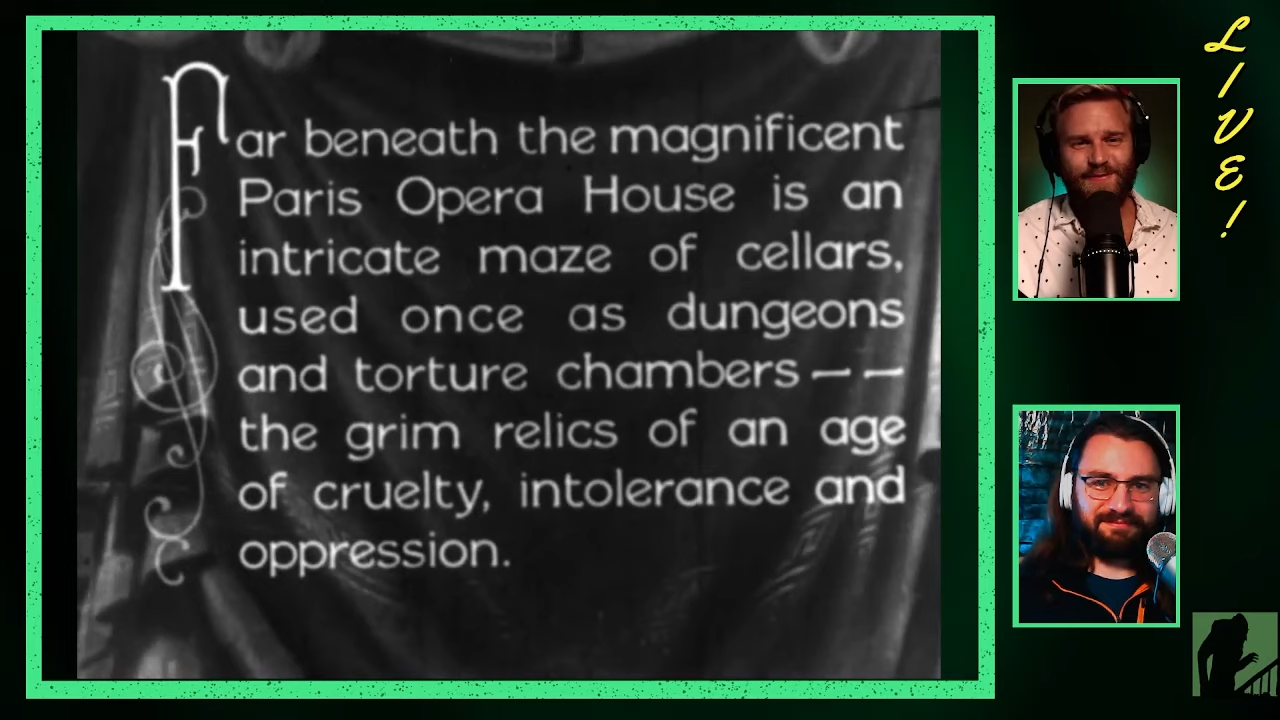 Far beneath the magnificent
Paris Opera House is an
intricate maze of cellars,
used once as dungeons
and torture chambers — —
the grim relics of an age
of cruelty, intolerance and
oppression.
LIVE!